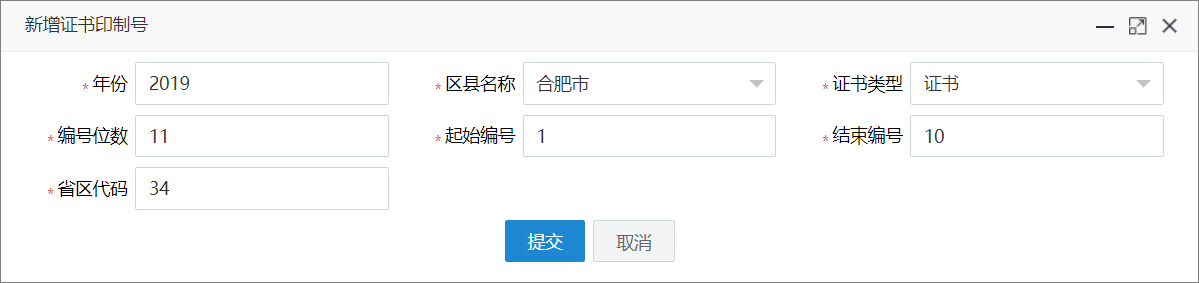 新增证书印制号
* 年份 2019 * 区县名称 合肥市 * 证书类型 证书
* 编号位数 11 * 起始编号 1 * 结束编号 10
* 省区代码 34
提交 取消